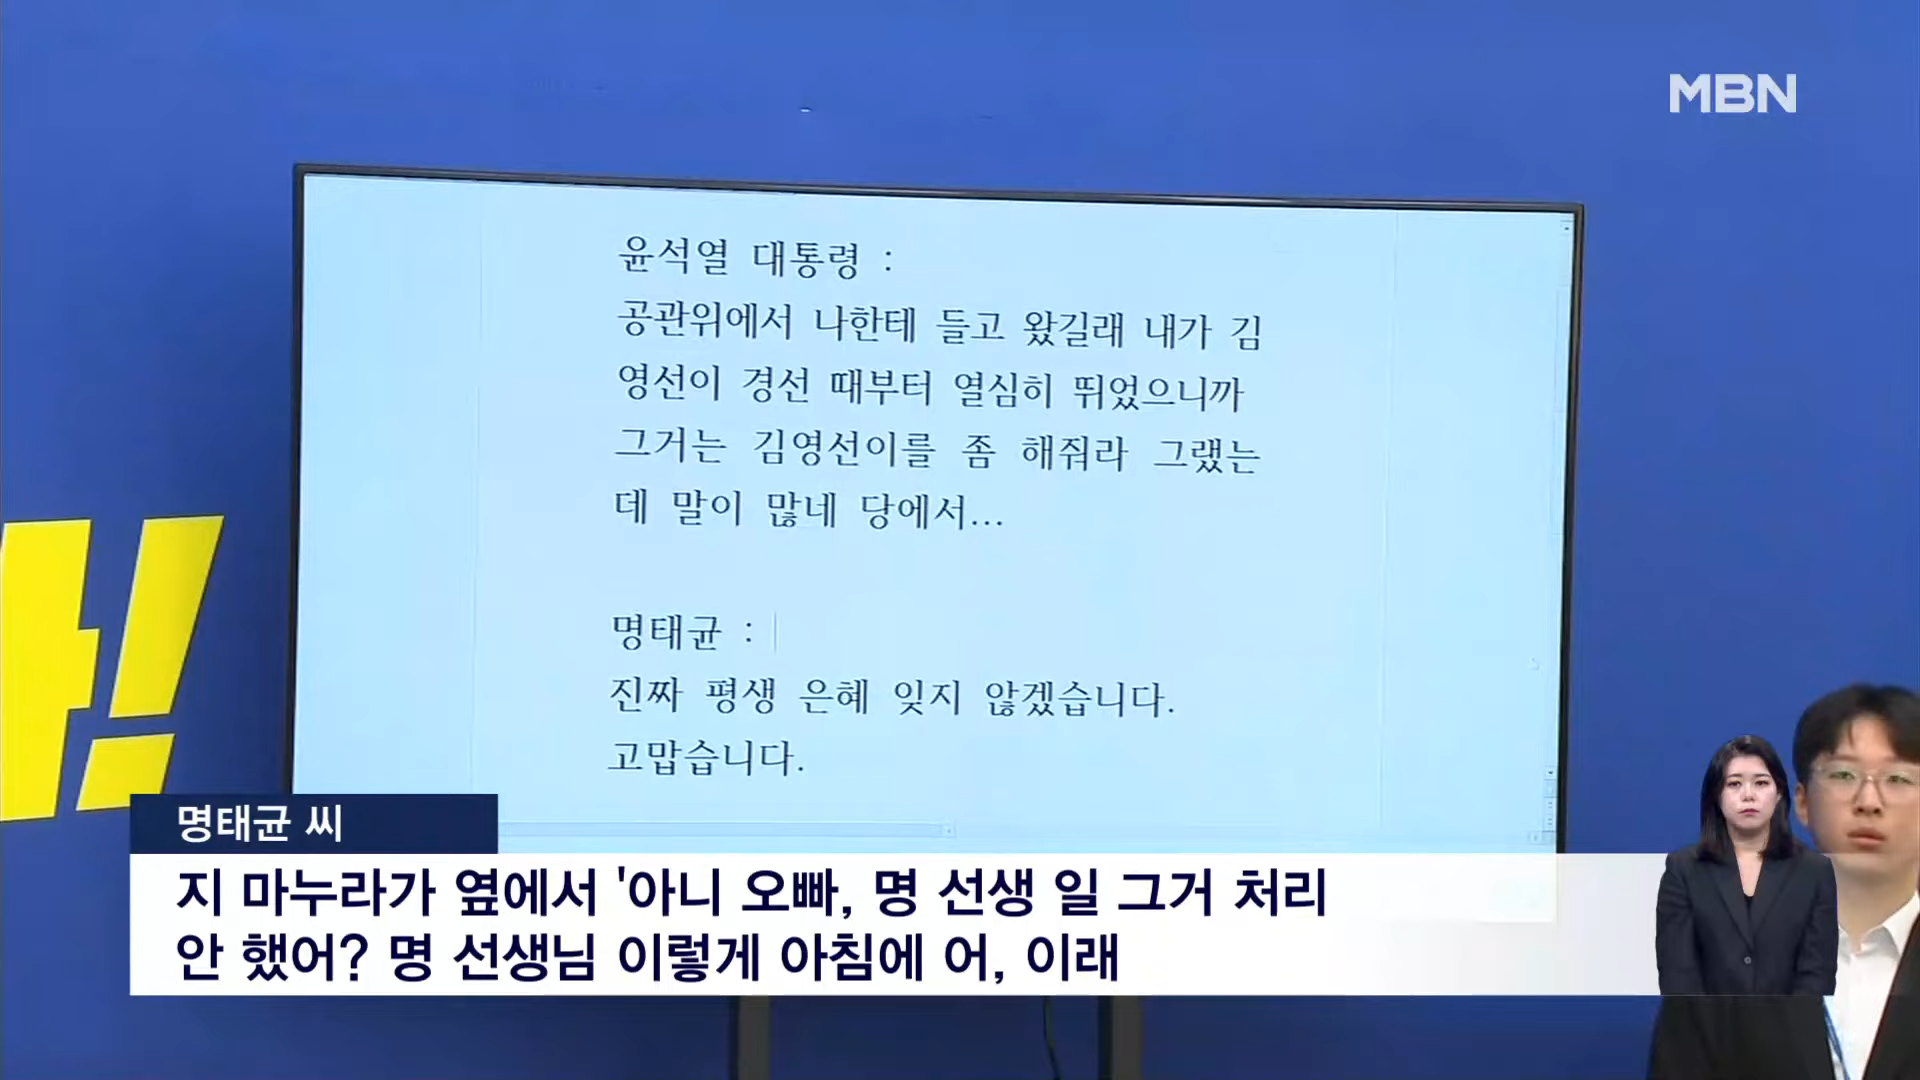 MBN
윤석열 대통령 :
공관위에서 나한테 들고 왔길래 내가 김
영선이 경선 때부터 열심히 뛰었으니까
그거는 김영선이를 좀 해줘라 그랬는
데 말이 많네 당에서...
명태균 :
진짜 평생 은혜 잊지 않겠습니다.
고맙습니다.
명태균 씨
지 마누라가 옆에서 '아니 오빠, 명 선생 일 그거 처리
안 했어? 명 선생님 이렇게 아침에 어, 이래